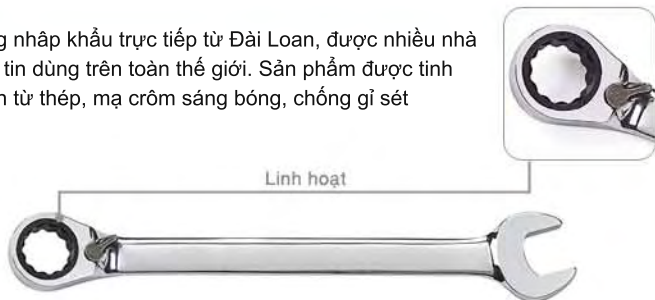 g nhâp khẩu trực tiếp từ Đài Loan, được nhiều nhà
tin dùng trên toàn thế giới. Sản phẩm được tinh
từ thép, mạ crôm sáng bóng, chống gỉ sét
Linh hoạt